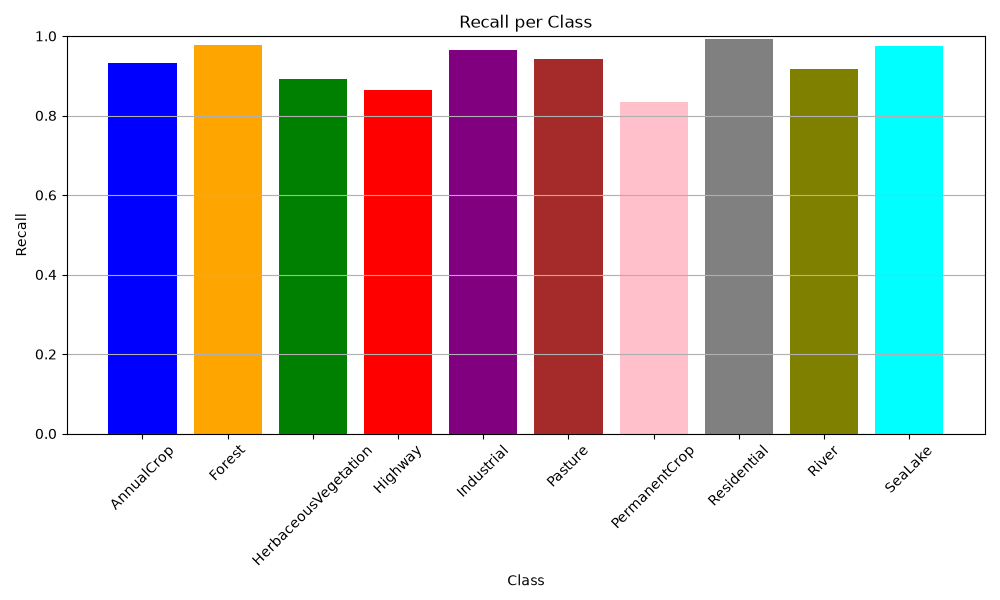 Recall per Class
1.0
0.8
0.6
0.4
0.2
0.0
Recall
AnnualCrop
Forest
HerbaceousVegetation
Highway
Industrial
Pasture
PermanentCrop
Residential
River
SeaLake
Class